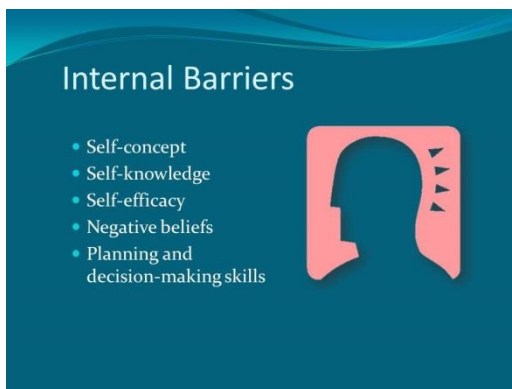 Internal Barriers
Self-concept
Self-knowledge
Self-efficacy
Negative beliefs
Planning and
decision-making skills